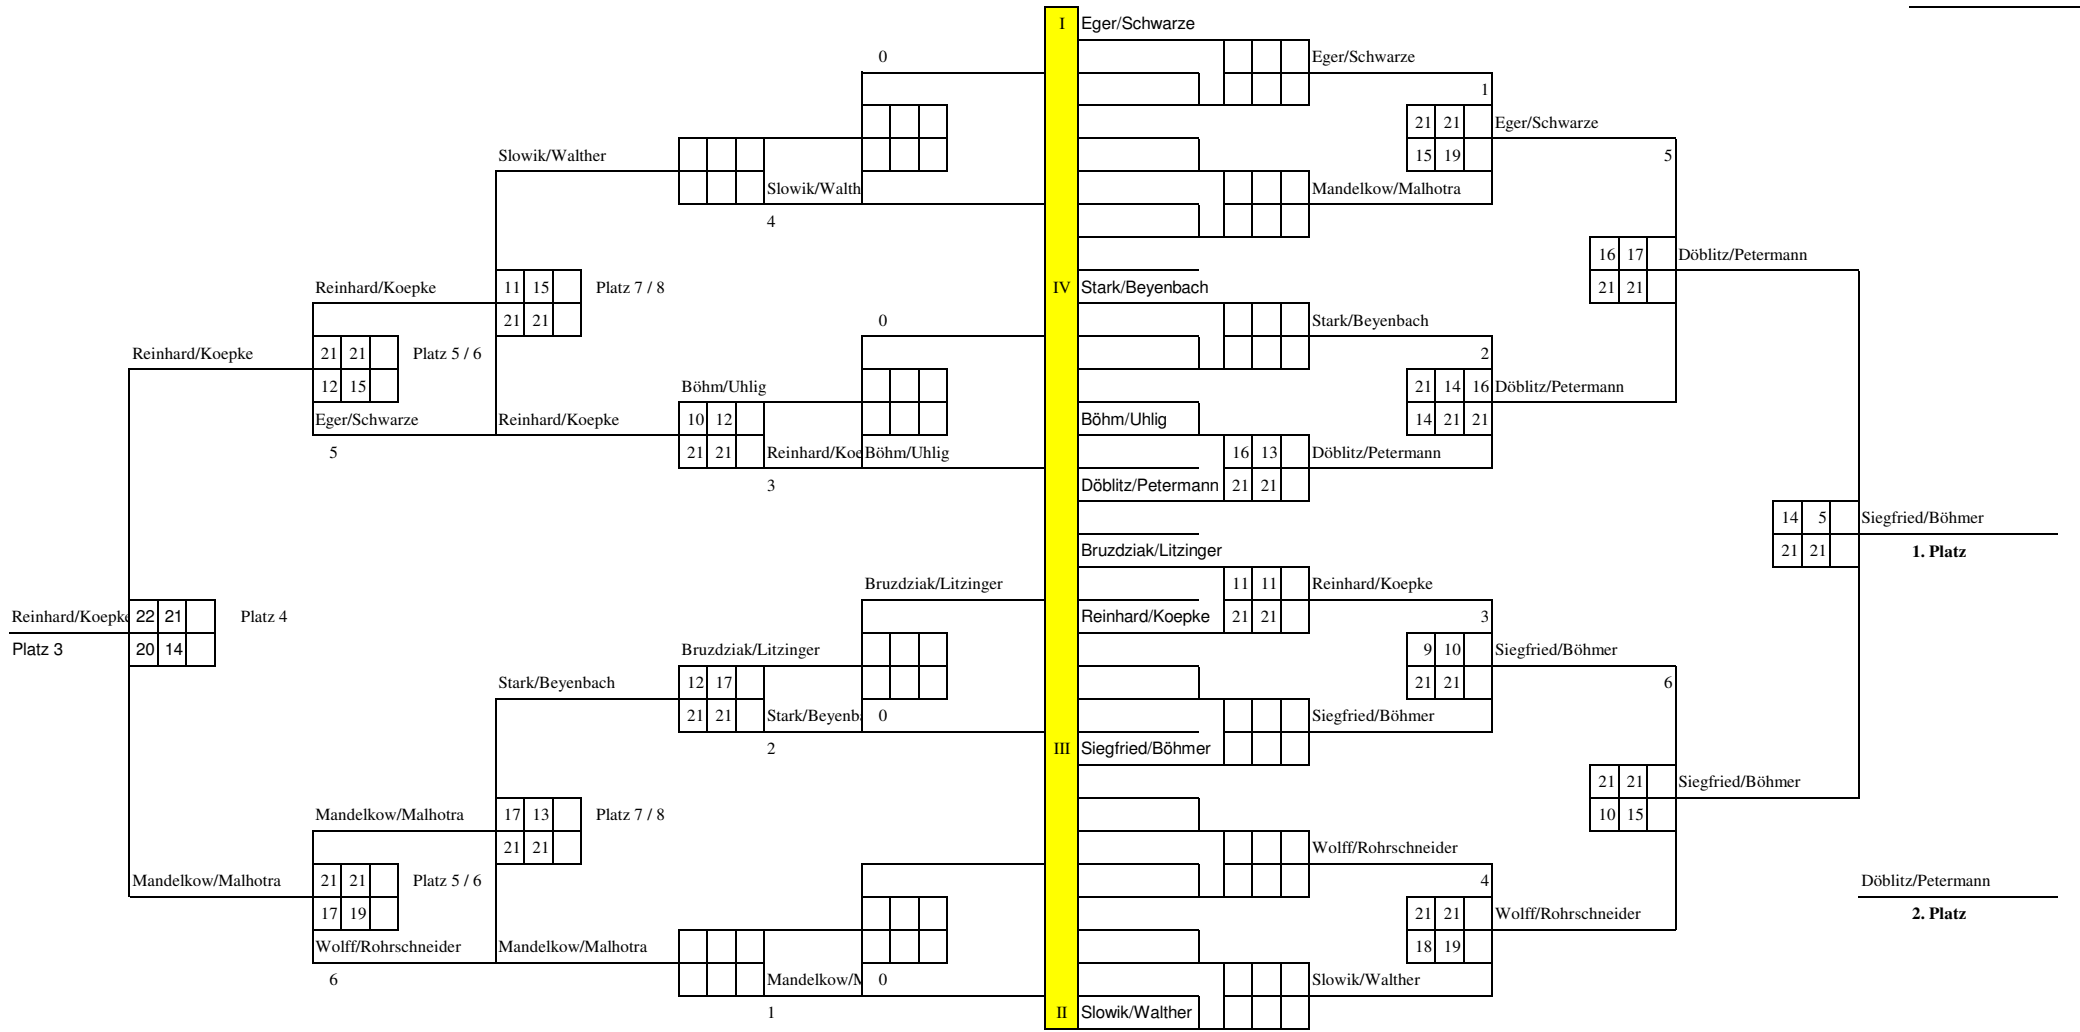 I Eger/Schwarze
0 Eger/Schwarze
1
21 21 Eger/Schwarze
Slowik/Walther 15 19 5
Slowik/Walth Mandelkow/Malhotra
4
16 17 Döblitz/Petermann
Reinhard/Koepke 11 15 Platz 7 / 8 IV Stark/Beyenbach 21 21
21 21 0 Stark/Beyenbach
Reinhard/Koepke 21 21 Platz 5 / 6 2
12 15 Böhm/Uhlig 21 14 16 Döblitz/Petermann
Eger/Schwarze Reinhard/Koepke 10 12 Böhm/Uhlig 14 21 21
5 21 21 Reinhard/Koe Böhm/Uhlig 16 13 Döblitz/Petermann
3 Döblitz/Petermann 21 21
14 5 Siegfried/Böhmer
Bruzdziak/Litzinger 21 21 1. Platz
Bruzdziak/Litzinger 11 11 Reinhard/Koepke
Reinhard/Koepke 22 21 Platz 4 Reinhard/Koepke 21 21 3
Platz 3 20 14 Bruzdziak/Litzinger 9 10 Siegfried/Böhmer
Stark/Beyenbach 12 17 21 21 6
21 21 Stark/Beyenb 0 Siegfried/Böhmer
2 III Siegfried/Böhmer
21 21 Siegfried/Böhmer
Mandelkow/Malhotra 17 13 Platz 7 / 8 10 15
21 21 Wolff/Rohrschneider
Mandelkow/Malhotra 21 21 Platz 5 / 6 4 Döblitz/Petermann
17 19 21 21 Wolff/Rohrschneider 2. Platz
Wolff/Rohrschneider Mandelkow/Malhotra 18 19
6 Mandelkow/M 0 Slowik/Walther
1 II Slowik/Walther